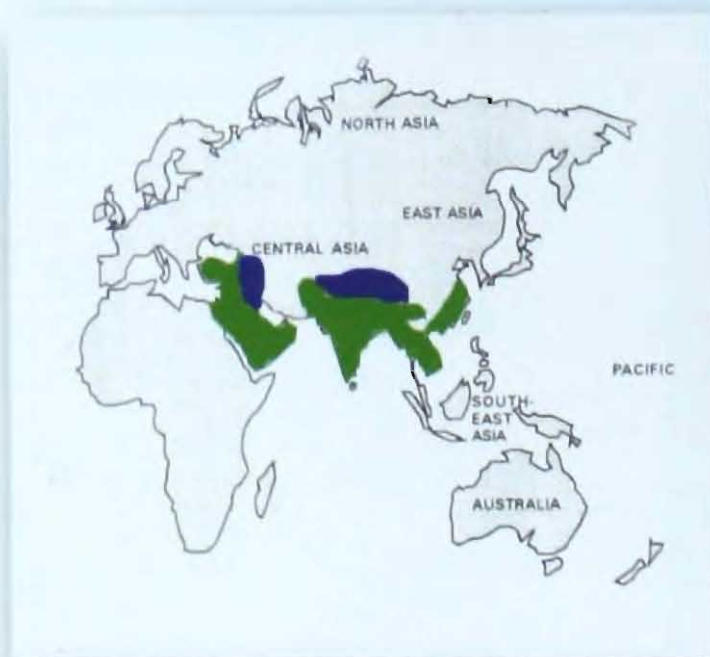 NORTH ASIA
EAST ASIA
CENTRAL ASIA
PACIFIC
SOUTH-
EAST
ASIA
AUSTRALIA